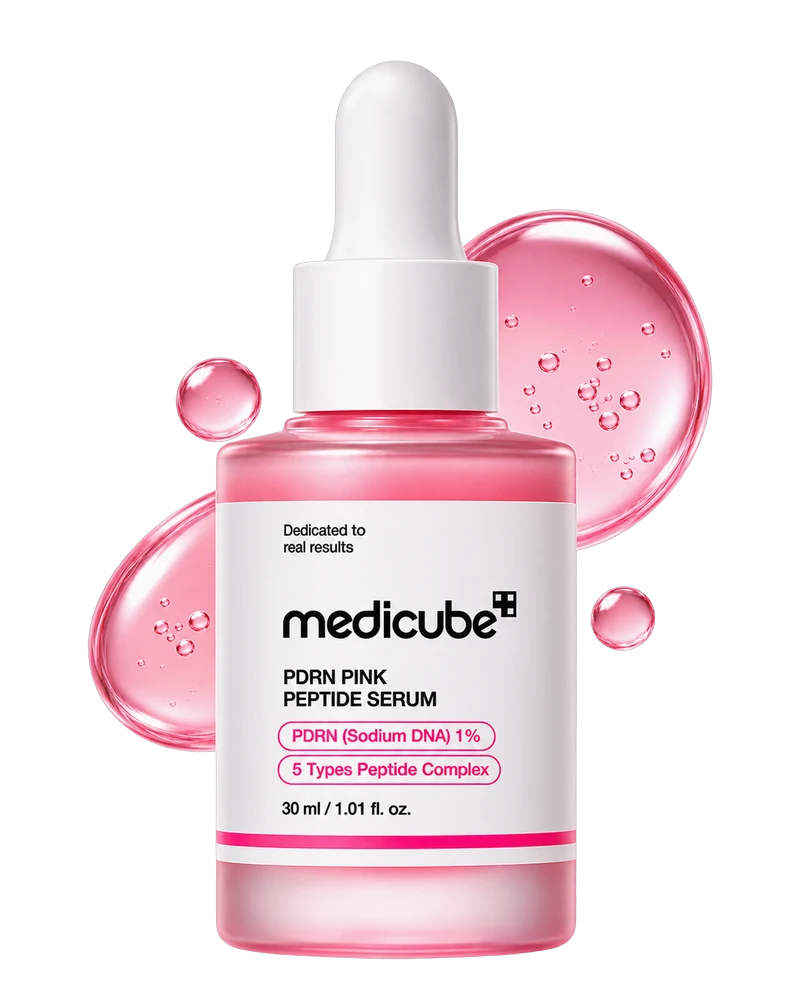 Dedicated to
real results
medicube
PDRN PINK
PEPTIDE SERUM
PDRN (Sodium DNA) 1%
5 Types Peptide Complex
30 ml / 1.01 fl. oz.